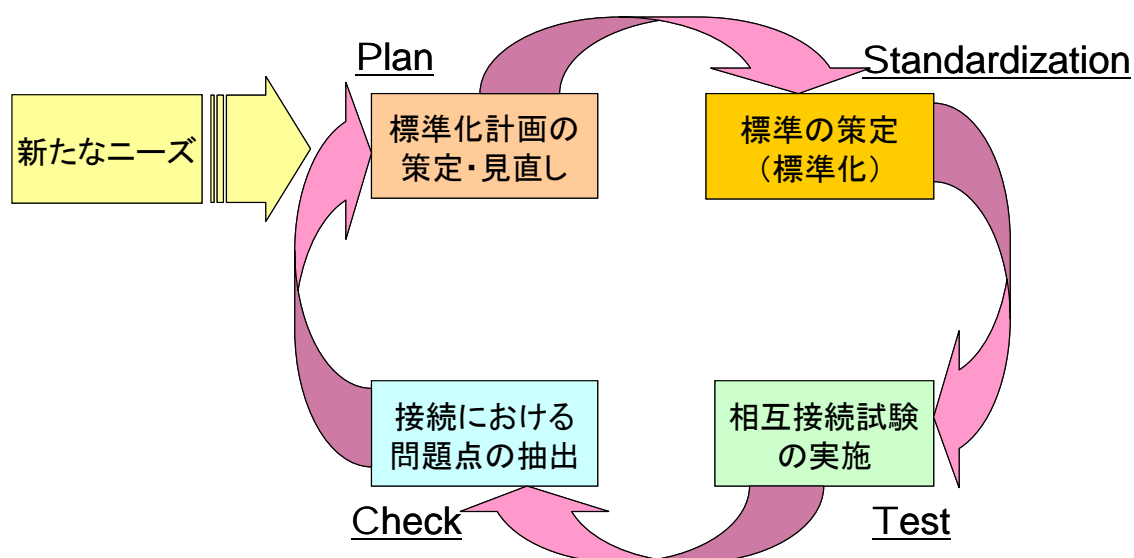 Plan
Standardization
新たなニーズ
標準化計画の
策定・見直し
標準の策定
（標準化）
接続における
問題点の抽出
相互接続試験
の実施
Check
Test